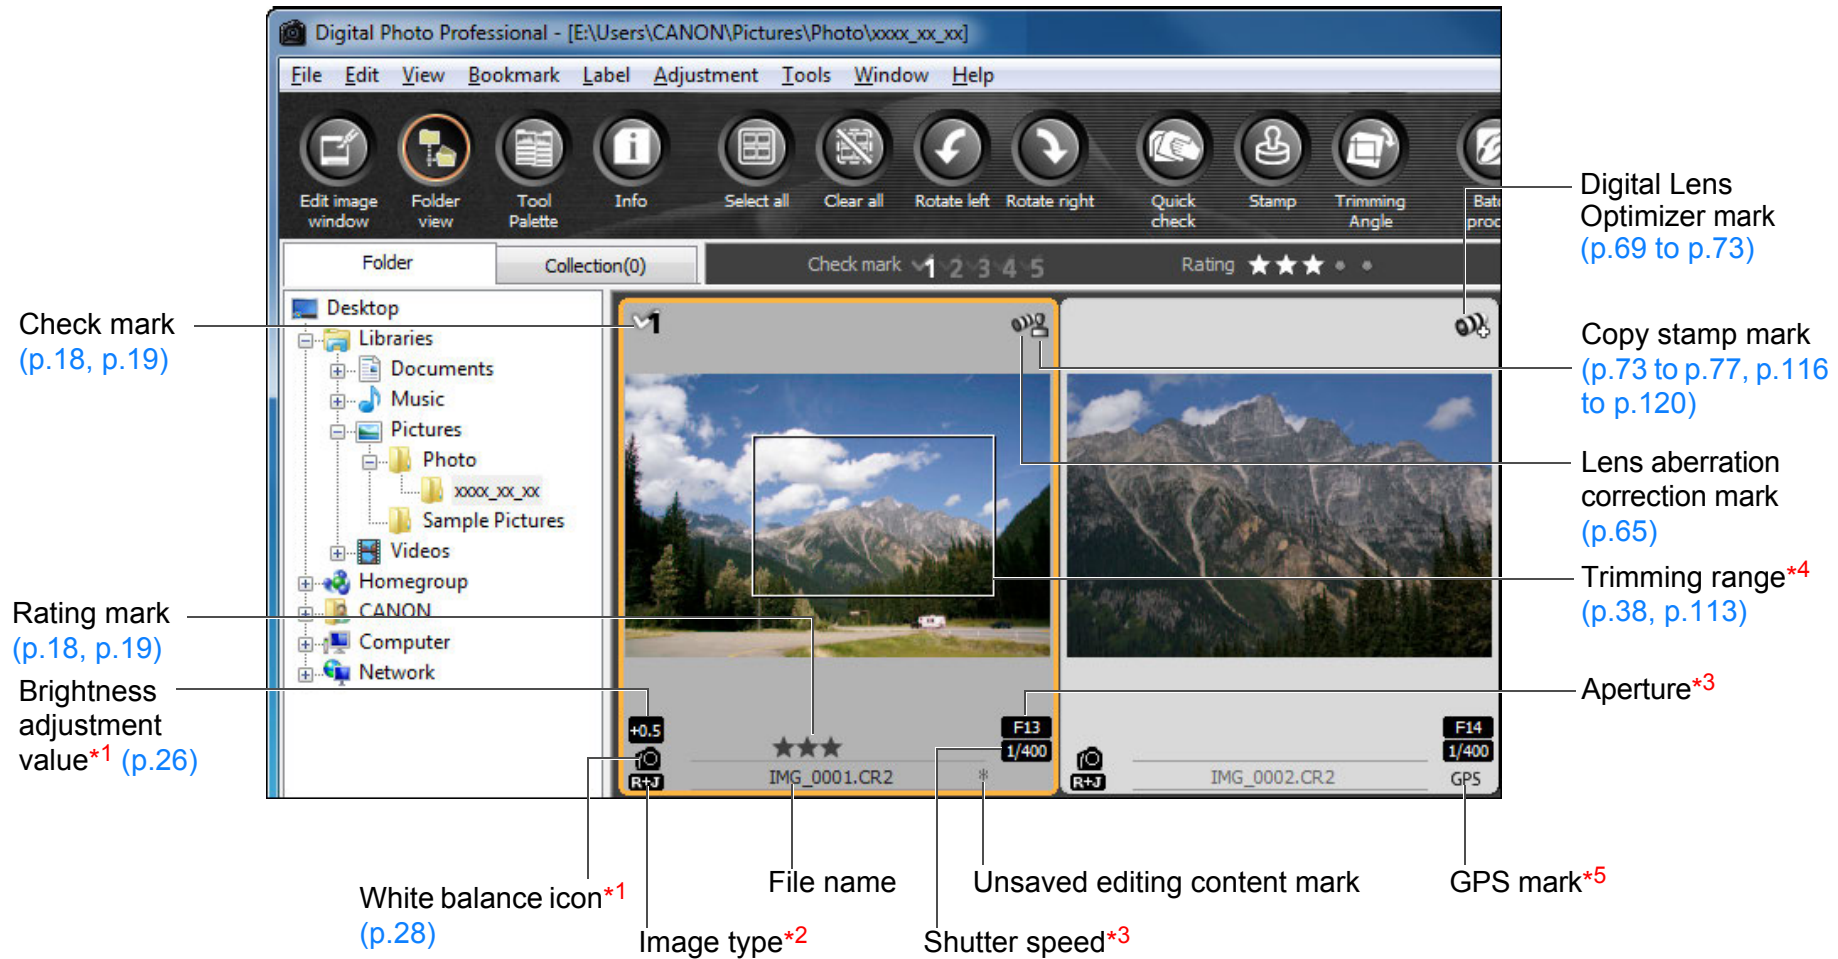 Digital Photo Professional - [E:\Users\CANON\Pictures\Photo\xxxx_xx_xx]
File Edit View Bookmark Label Adjustment Tools Window Help
Edit image window
Folder view
Tool Palette
Info
Select all
Clear all
Rotate left
Rotate right
Quick check
Stamp
Trimming Angle
Folder
Collection(0)
Check mark 1 2 3 4 5
Rating
Desktop
Libraries
Documents
Music
Pictures
Photo
xxxx_xx_xx
Sample Pictures
Videos
Homegroup
CANON
Computer
Network
1
+0.5
R+J
IMG_0001.CR2
*
F13
1/400
R+J
IMG_0002.CR2
F14
1/400
GPS
Check mark
(p.18, p.19)
Rating mark
(p.18, p.19)
Brightness
adjustment
value*1 (p.26)
White balance icon*1
(p.28)
Image type*2
File name
Shutter speed*3
Unsaved editing content mark
GPS mark*5
Digital Lens
Optimizer mark
(p.69 to p.73)
Copy stamp mark
(p.73 to p.77, p.116
to p.120)
Lens aberration
correction mark
(p.65)
Trimming range*4
(p.38, p.113)
Aperture*3